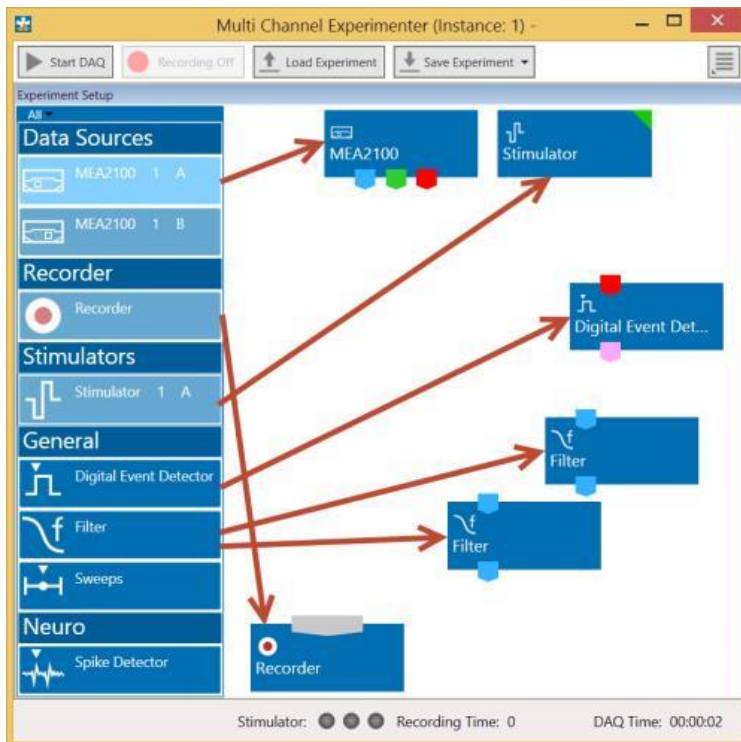 Multi Channel Experimenter (Instance: 1) -
Start DAQ
Recording Off
Load Experiment
Save Experiment
Experiment Setup
All
Data Sources
MEA2100 1 A
MEA2100 1 B
Recorder
Recorder
Stimulators
Stimulator 1 A
General
Digital Event Detector
Filter
Sweeps
Neuro
Spike Detector
MEA2100
Stimulator
Digital Event Det...
Filter
Filter
Recorder
Stimulator: Recording Time: 0 DAQ Time: 00:00:02